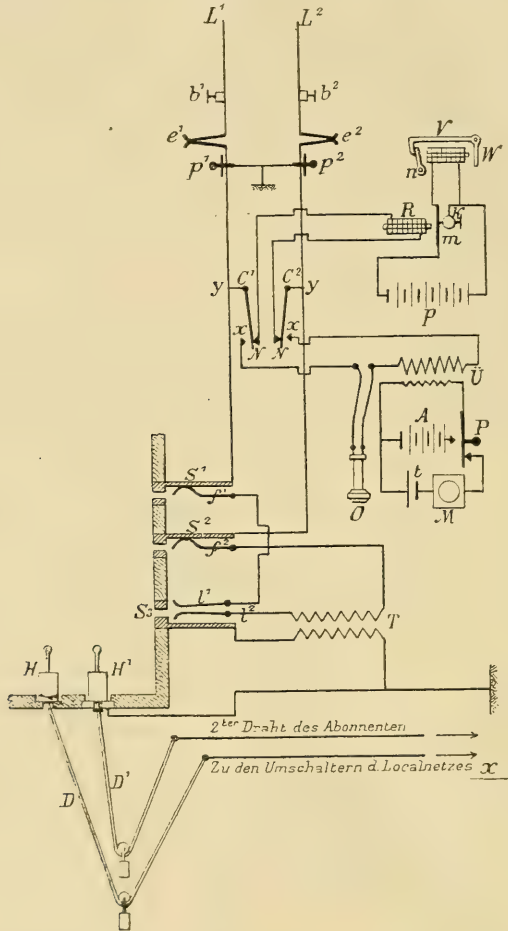 L¹ L²
b¹ b²
e¹ e²
p¹ p²
V
W
n
R
K
m
p
y C¹ C² y
x N N x
Ü
A
P
t
O
M
S¹
f¹
S²
f²
l¹
S₃
l²
T
H H¹
2ter Draht des Abonnenten
D'
Zu den Umschaltern d. Localnetzes x
D